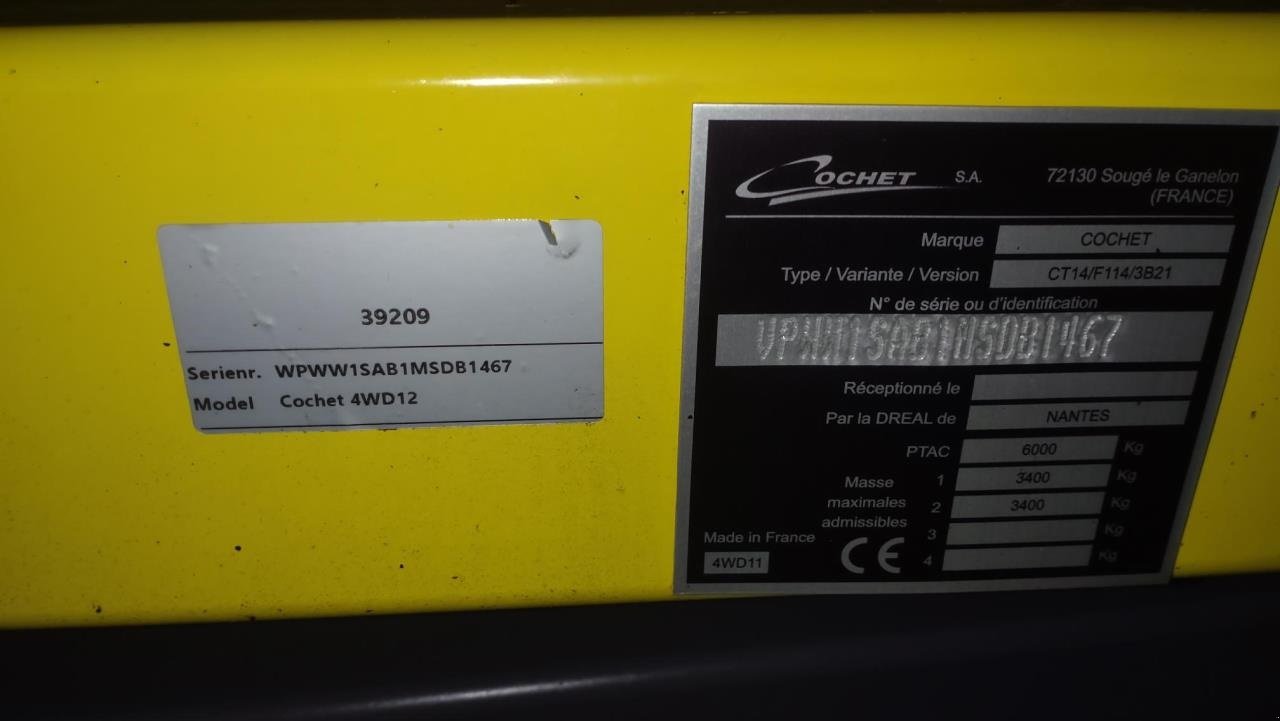 39209
Serienr. WPWW1SAB1MSDB1467
Model Cochet 4WD12
COCHET S.A. 72130 Sougé le Ganelon
(FRANCE)
Marque COCHET
Type / Variante / Version CT14/F114/3B21
N° de série ou d'identification
VPWW1SAB1MSDB1467
Réceptionné le
Par la DREAL de NANTES
PTAC 6000 Kg
Masse 1 3400 Kg
maximales 2 3400 Kg
admissibles 3 Kg
4 Kg
Made in France
4WD11 CE